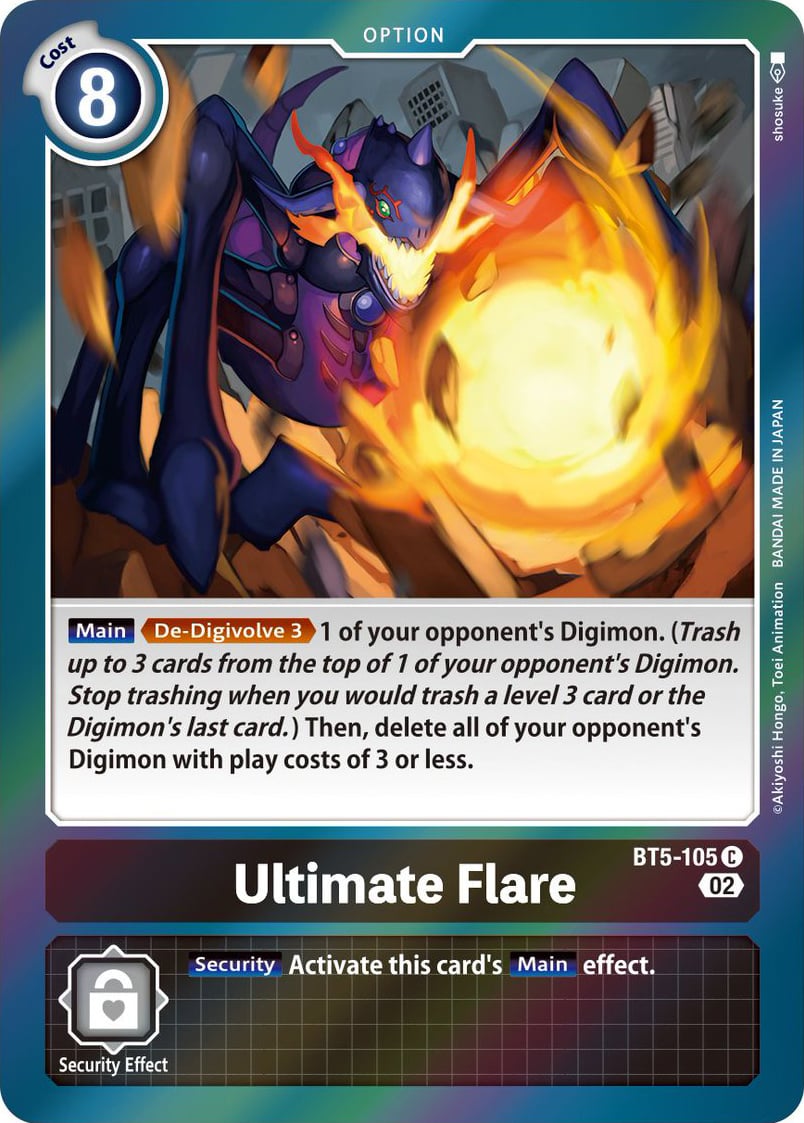 OPTION
Cost
8
shosuke
Main De-Digivolve 3 1 of your opponent's Digimon. (Trash
up to 3 cards from the top of 1 of your opponent's Digimon.
Stop trashing when you would trash a level 3 card or the
Digimon's last card.) Then, delete all of your opponent's
Digimon with play costs of 3 or less.
©Akiyoshi Hongo, Toei Animation BANDAI MADE IN JAPAN
BT5-105 C
02
Ultimate Flare
Security Activate this card's Main effect.
Security Effect